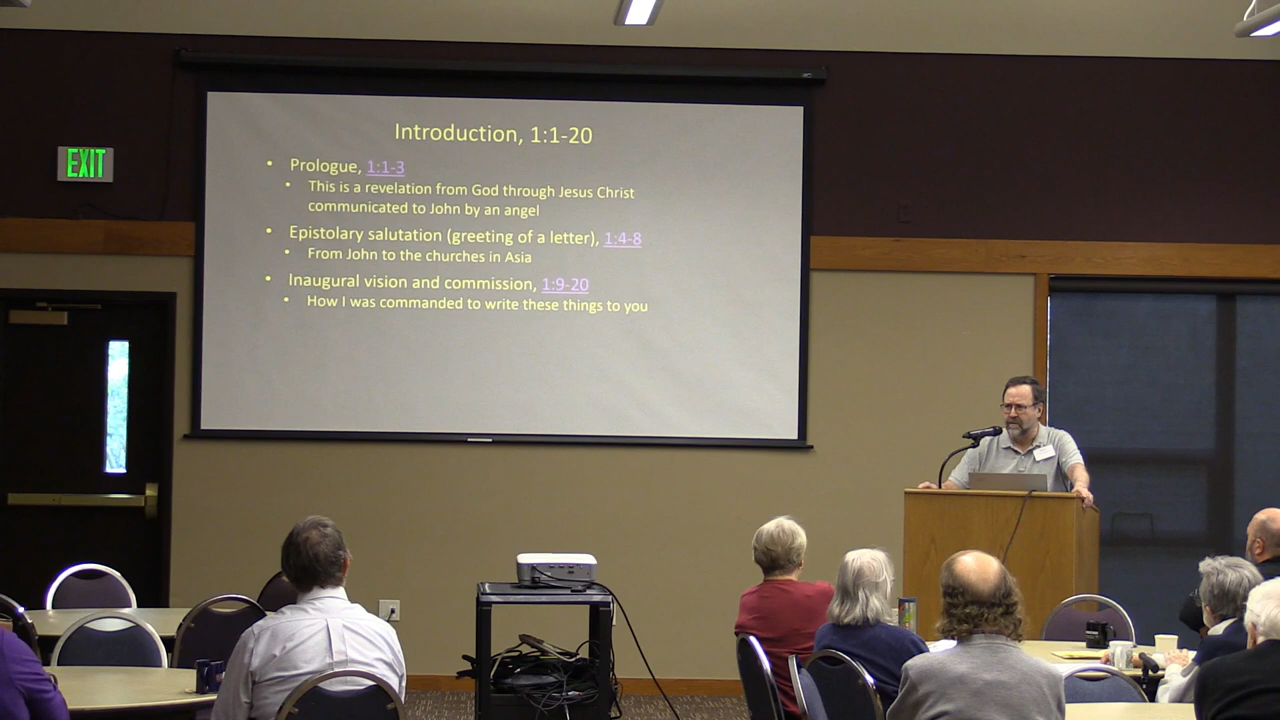 EXIT
Introduction, 1:1-20
• Prologue, 1:1-3
• This is a revelation from God through Jesus Christ
communicated to John by an angel
• Epistolary salutation (greeting of a letter), 1:4-8
• From John to the churches in Asia
• Inaugural vision and commission, 1:9-20
• How I was commanded to write these things to you